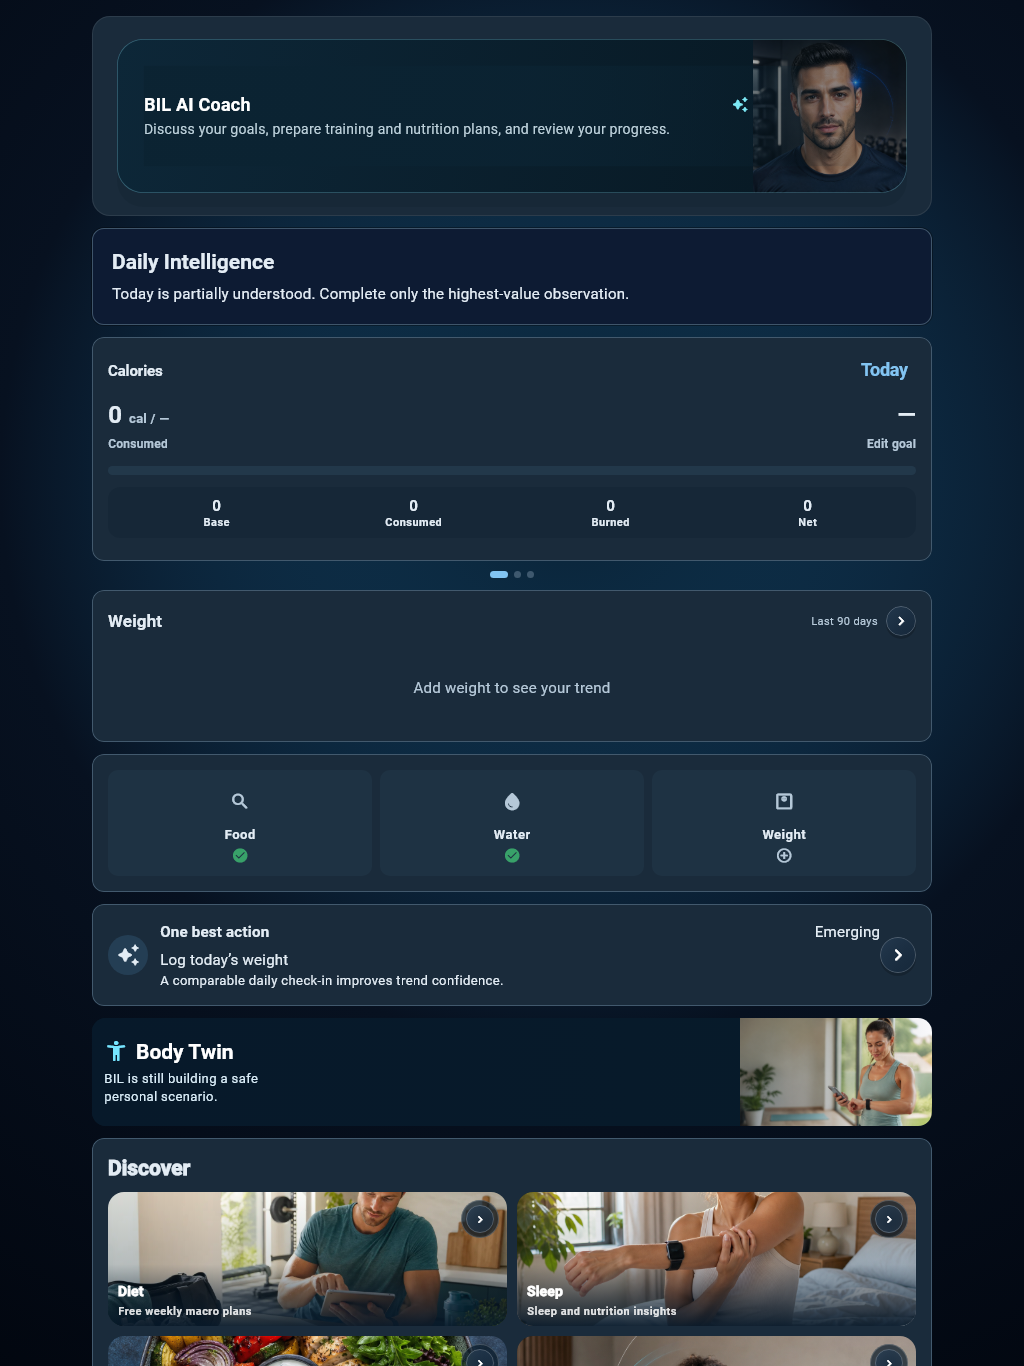 BIL AI Coach
Discuss your goals, prepare training and nutrition plans, and review your progress.
Daily Intelligence
Today is partially understood. Complete only the highest-value observation.
Calories
Today
0 cal / —
—
Consumed
Edit goal
0
0
0
0
Base
Consumed
Burned
Net
Weight
Last 90 days
Add weight to see your trend
Food
Water
Weight
One best action
Emerging
Log today’s weight
A comparable daily check-in improves trend confidence.
Body Twin
BIL is still building a safe
personal scenario.
Discover
Diet
Free weekly macro plans
Sleep
Sleep and nutrition insights